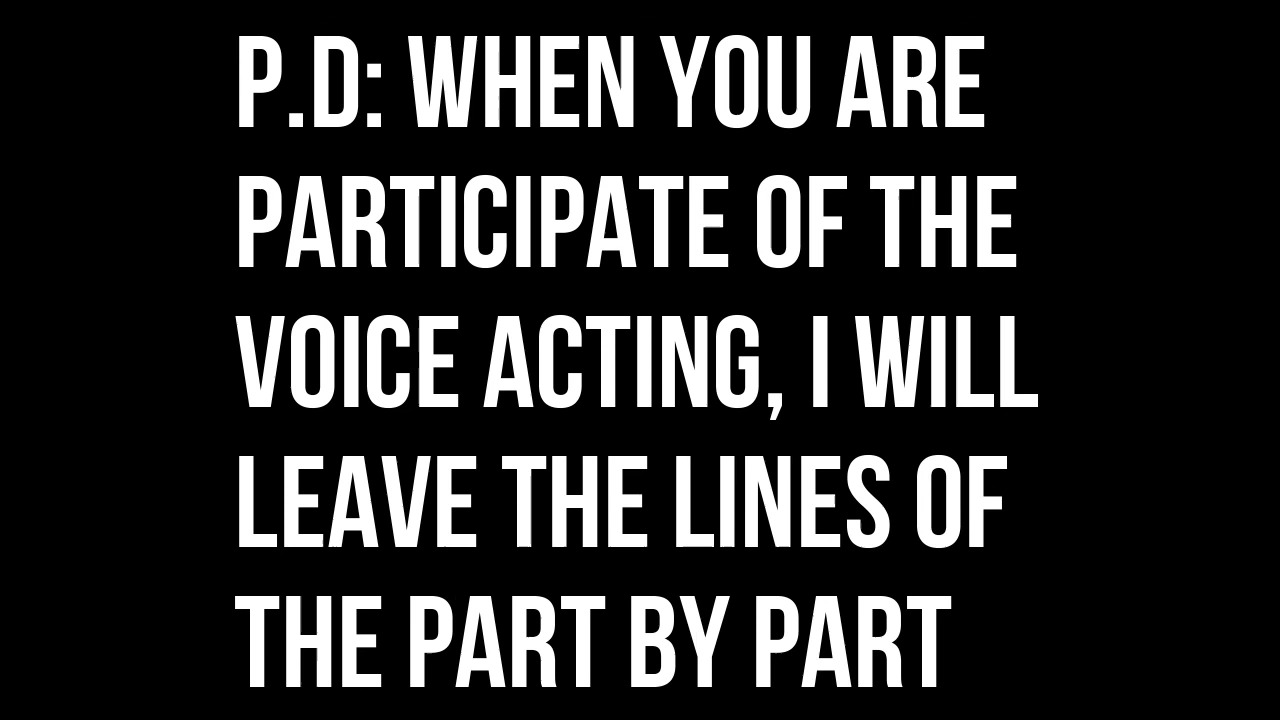 P.D: WHEN YOU ARE
PARTICIPATE OF THE
VOICE ACTING, I WILL
LEAVE THE LINES OF
THE PART BY PART